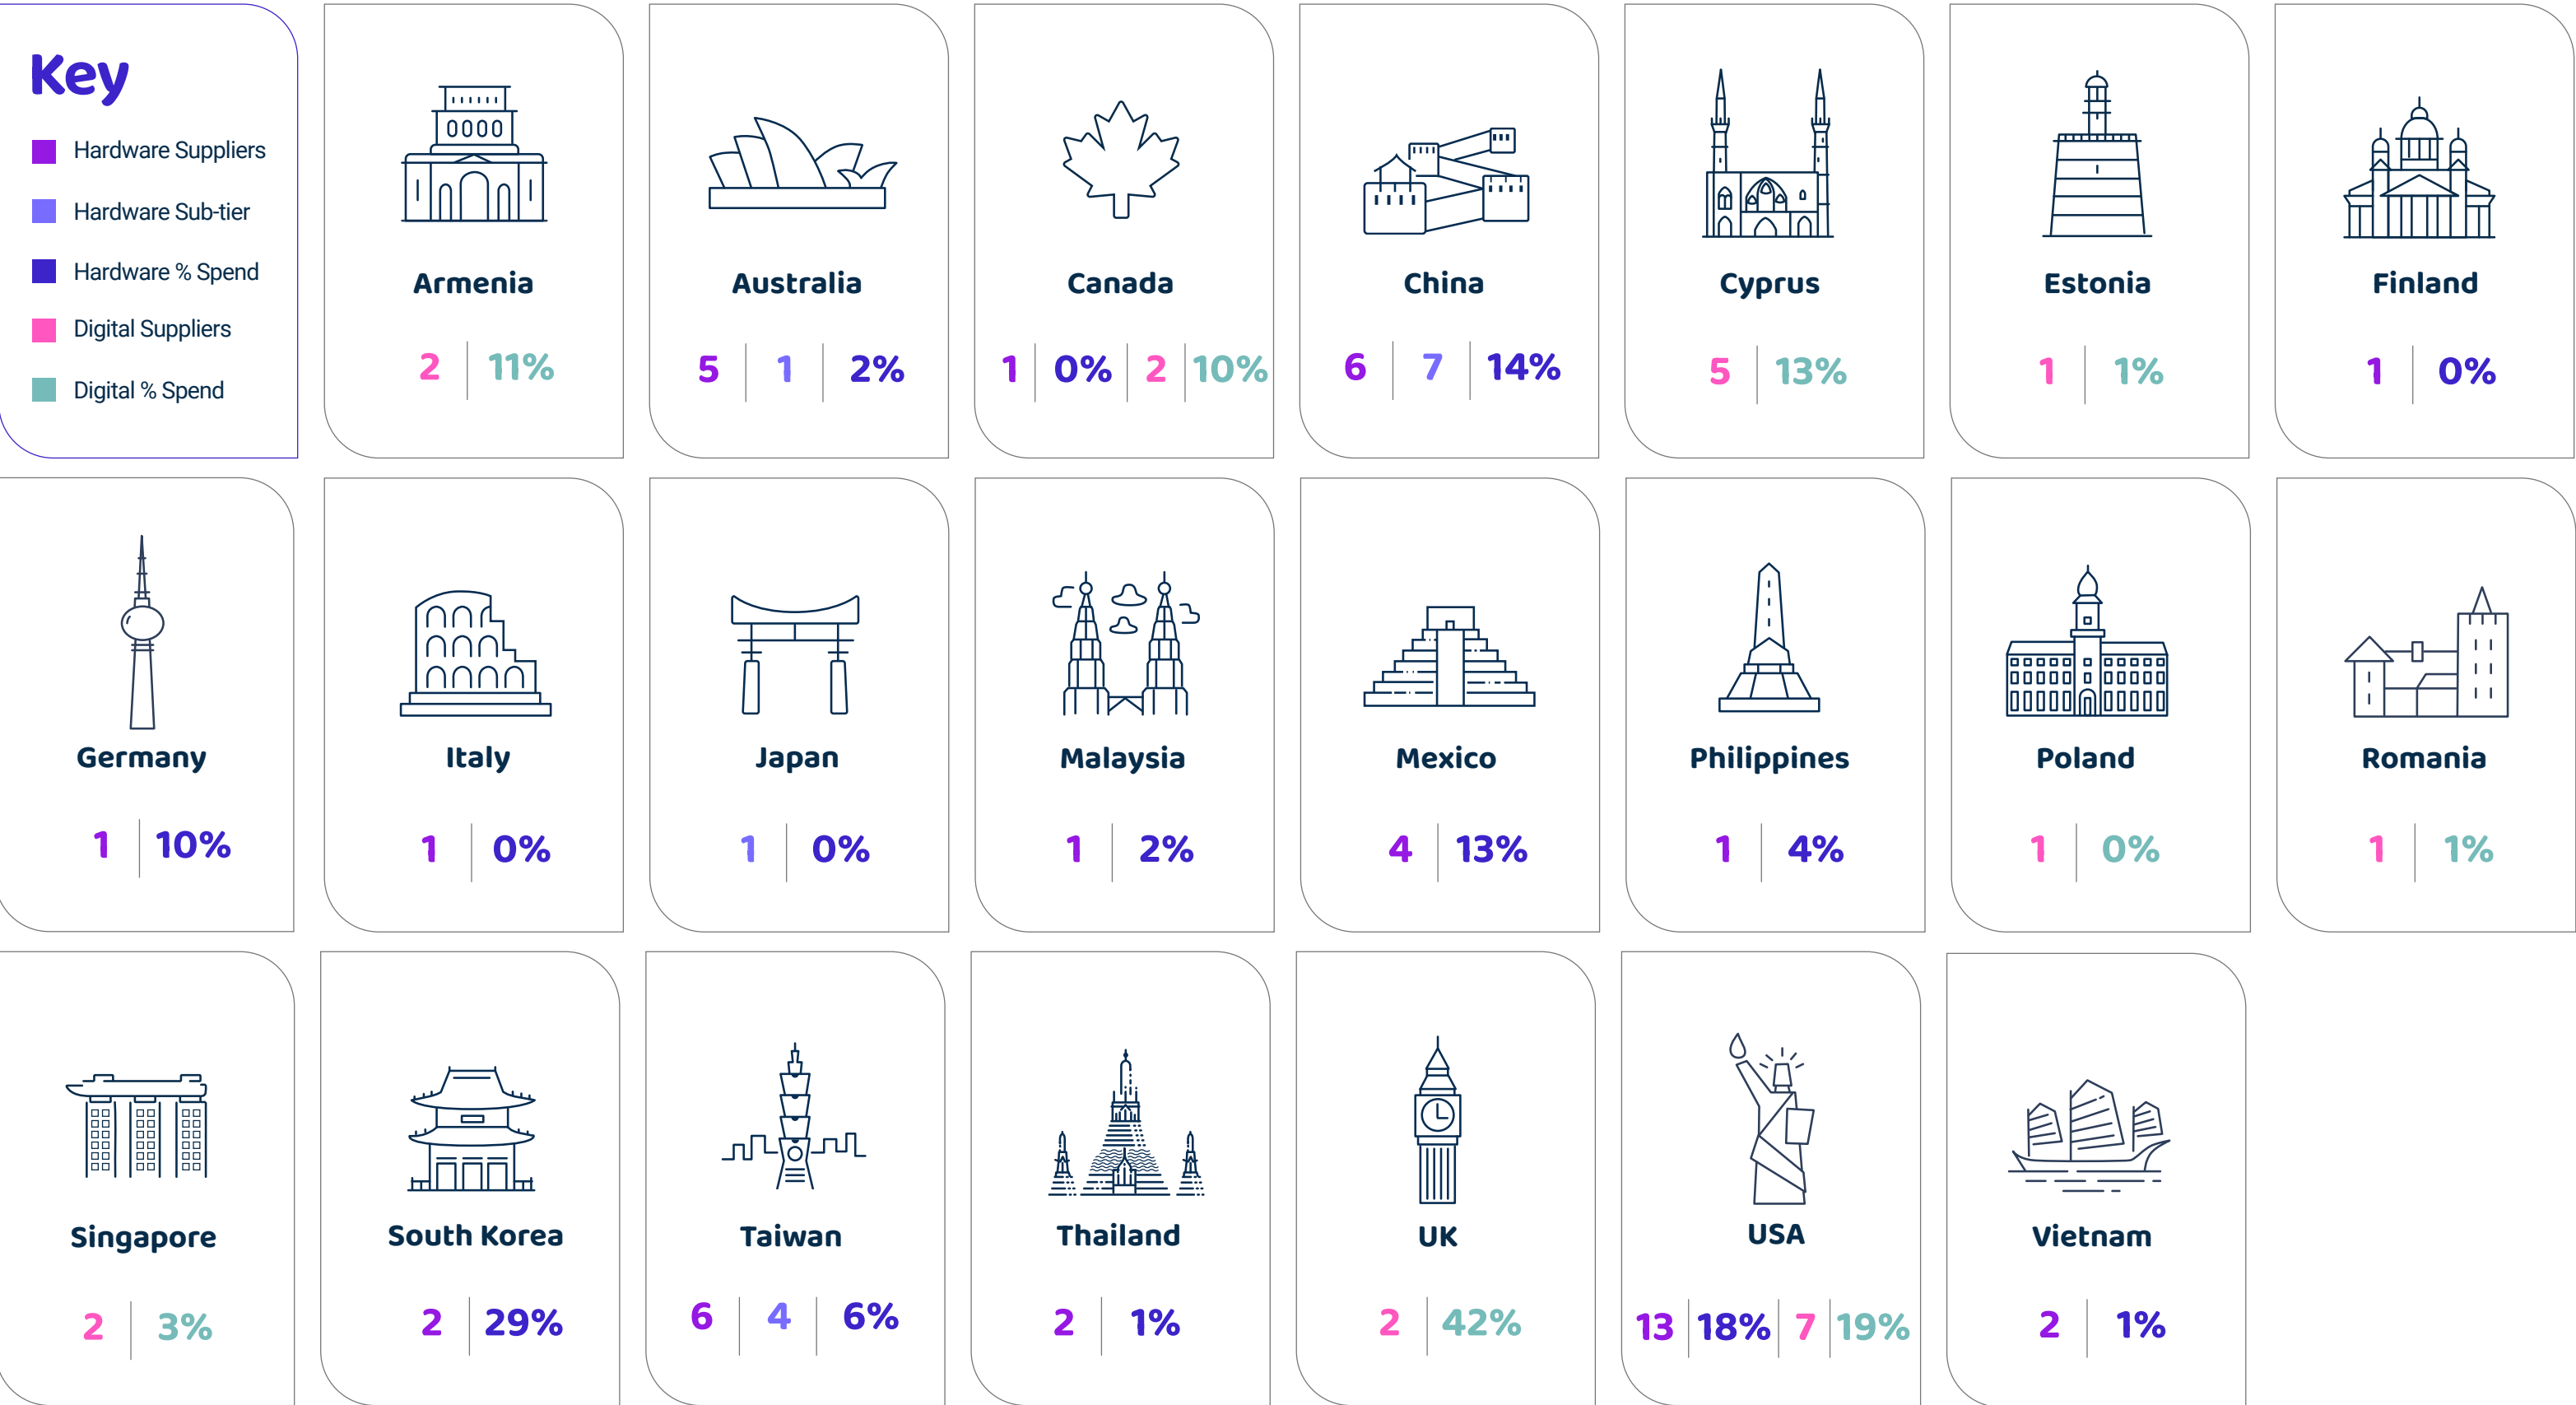 Key
Hardware Suppliers
Hardware Sub-tier
Hardware % Spend
Digital Suppliers
Digital % Spend
Armenia
2 11%
Australia
5 1 2%
Canada
1 0% 2 10%
China
6 7 14%
Cyprus
5 13%
Estonia
1 1%
Finland
1 0%
Germany
1 10%
Italy
1 0%
Japan
1 0%
Malaysia
1 2%
Mexico
4 13%
Philippines
1 4%
Poland
1 0%
Romania
1 1%
Singapore
2 3%
South Korea
2 29%
Taiwan
6 4 6%
Thailand
2 1%
UK
2 42%
USA
13 18% 7 19%
Vietnam
2 1%